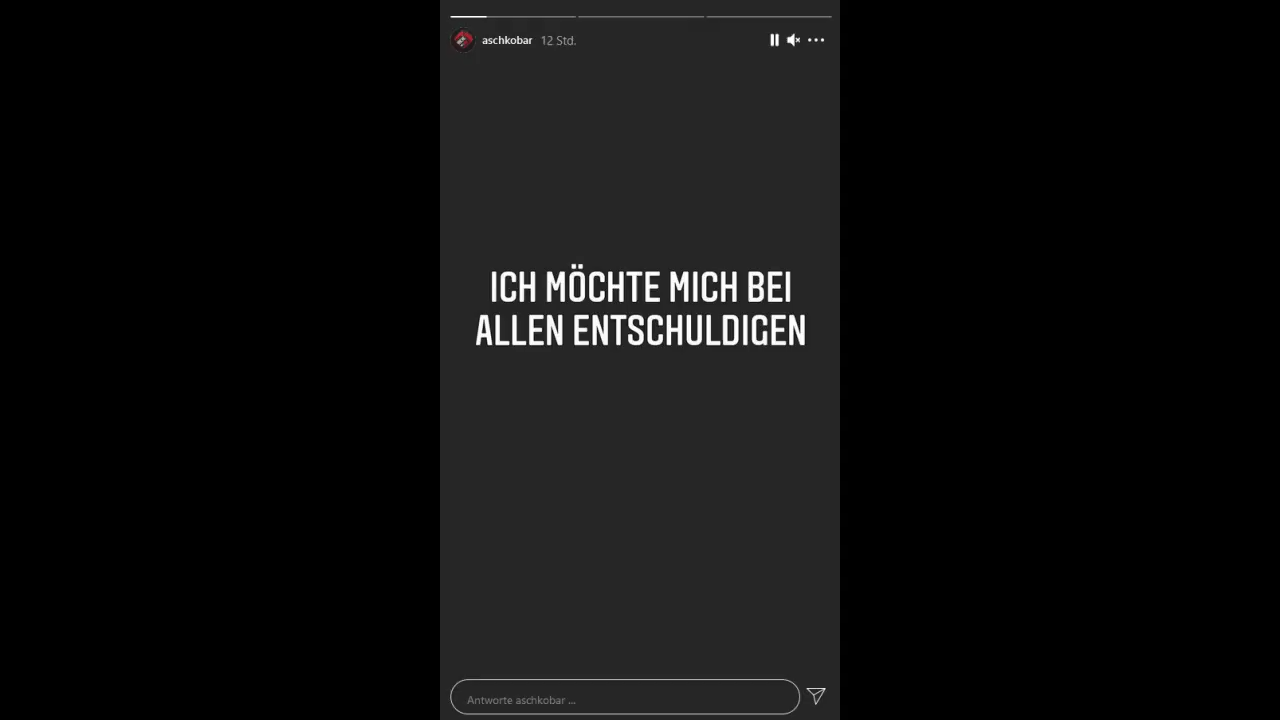 aschkobar 12 Std.
ICH MÖCHTE MICH BEI
ALLEN ENTSCHULDIGEN
Antworte aschkobar ...